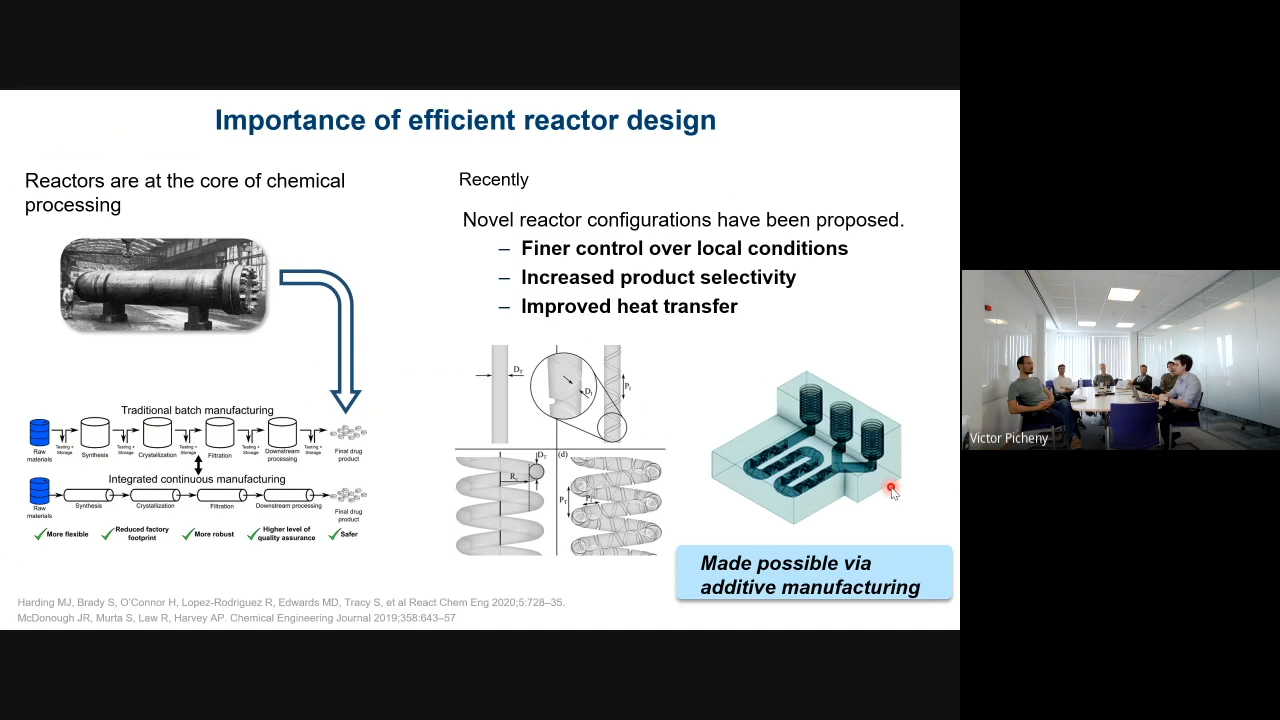 Importance of efficient reactor design
Reactors are at the core of chemical
processing
Recently
Novel reactor configurations have been proposed.
– Finer control over local conditions
– Increased product selectivity
– Improved heat transfer
Traditional batch manufacturing
Testing + Storage
Testing + Storage
Testing + Storage
Testing + Storage
Testing + Storage
Raw materials
Synthesis
Crystallization
Filtration
Downstream processing
Final drug product
Integrated continuous manufacturing
Raw materials
Synthesis
Crystallization
Filtration
Downstream processing
Final drug product
More flexible
Reduced factory footprint
More robust
Higher level of quality assurance
Safer
D_T
P_t
D_T
(d)
P_T
Made possible via
additive manufacturing
Harding MJ, Brady S, O'Connor H, Lopez-Rodriguez R, Edwards MD, Tracy S, et al React Chem Eng 2020;5:728–35.
McDonough JR, Murta S, Law R, Harvey AP. Chemical Engineering Journal 2019;358:643–57
Victor Picheny